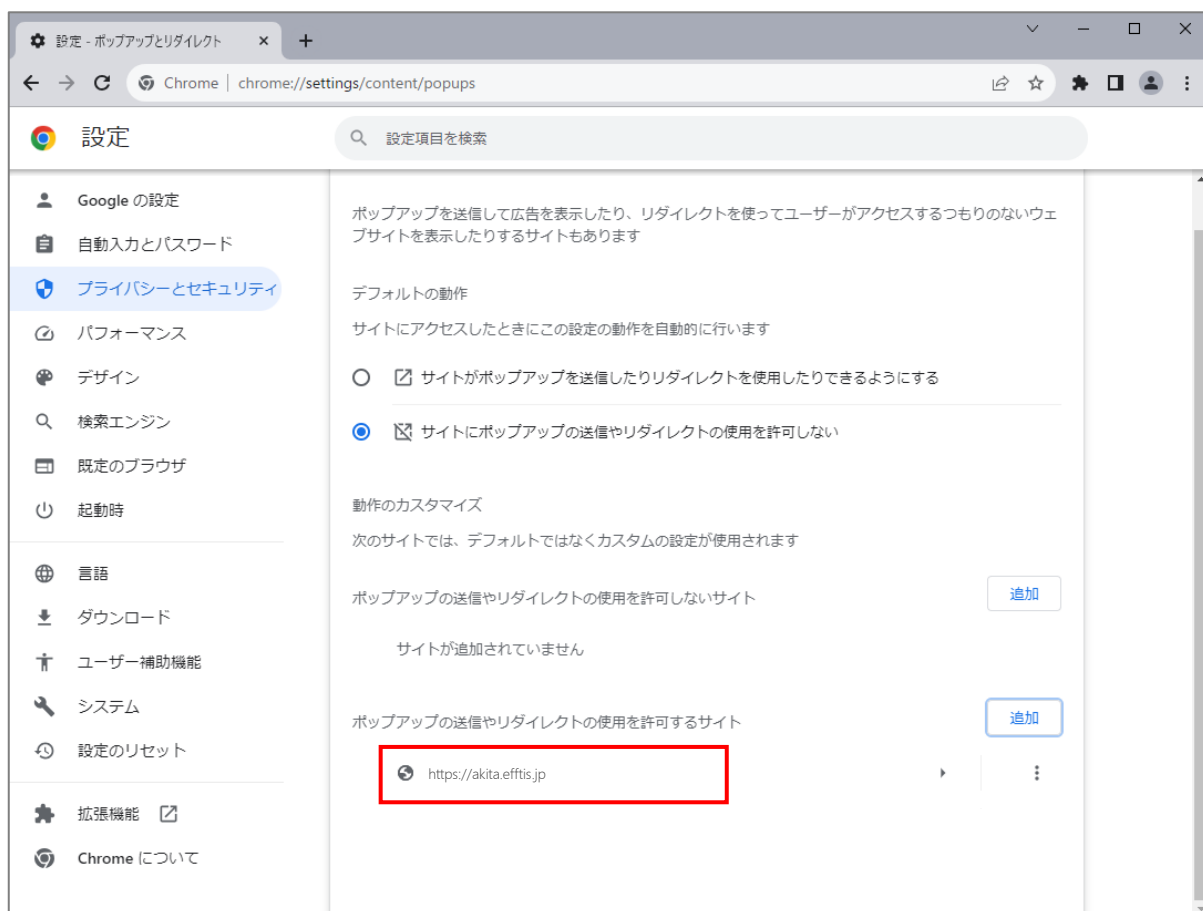 設定 - ポップアップとリダイレクト
Chrome | chrome://settings/content/popups
設定
設定項目を検索
Google の設定
自動入力とパスワード
プライバシーとセキュリティ
パフォーマンス
デザイン
検索エンジン
既定のブラウザ
起動時
言語
ダウンロード
ユーザー補助機能
システム
設定のリセット
拡張機能
Chrome について
ポップアップを送信して広告を表示したり、リダイレクトを使ってユーザーがアクセスするつもりのないウェ
ブサイトを表示したりするサイトもあります
デフォルトの動作
サイトにアクセスしたときにこの設定の動作を自動的に行います
サイトがポップアップを送信したりリダイレクトを使用したりできるようにする
サイトにポップアップの送信やリダイレクトの使用を許可しない
動作のカスタマイズ
次のサイトでは、デフォルトではなくカスタムの設定が使用されます
ポップアップの送信やリダイレクトの使用を許可しないサイト
追加
サイトが追加されていません
ポップアップの送信やリダイレクトの使用を許可するサイト
追加
https://akita.efftis.jp